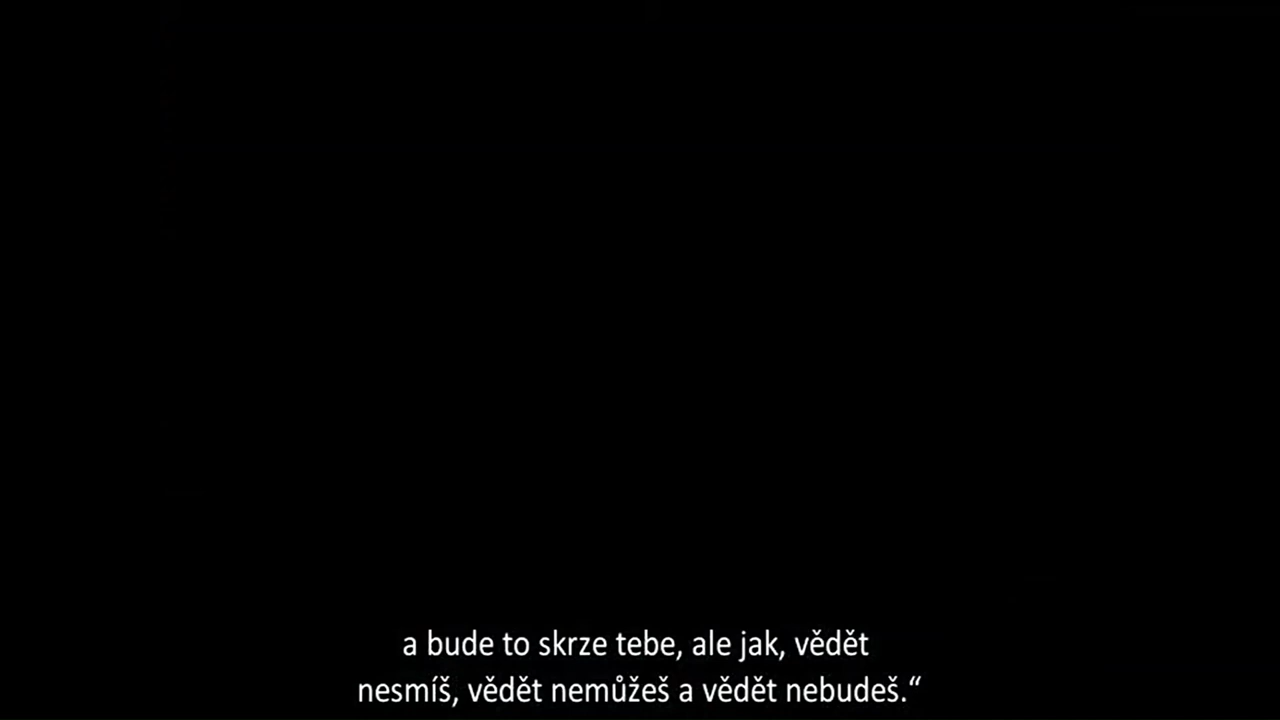 a bude to skrze tebe, ale jak, vědět
nesmíš, vědět nemůžeš a vědět nebudeš.“